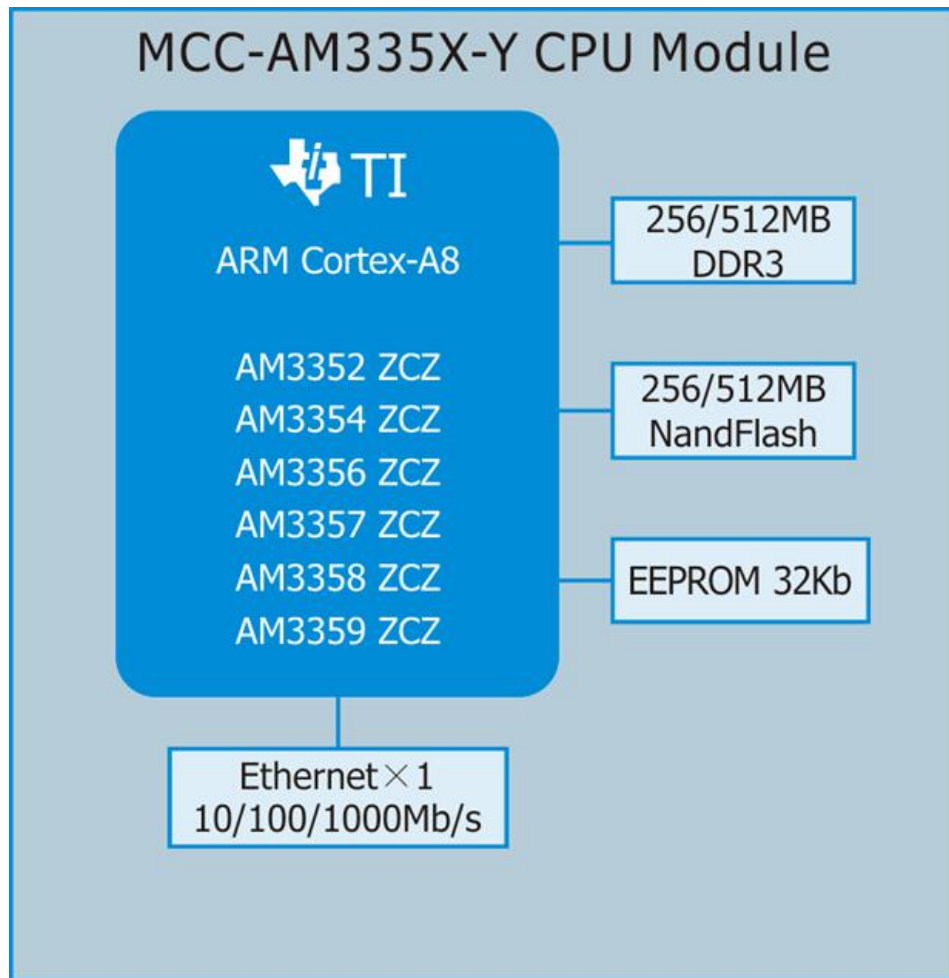 MCC-AM335X-Y CPU Module
TI
ARM Cortex-A8
AM3352 ZCZ
AM3354 ZCZ
AM3356 ZCZ
AM3357 ZCZ
AM3358 ZCZ
AM3359 ZCZ
256/512MB
DDR3
256/512MB
NandFlash
EEPROM 32Kb
Ethernet×1
10/100/1000Mb/s